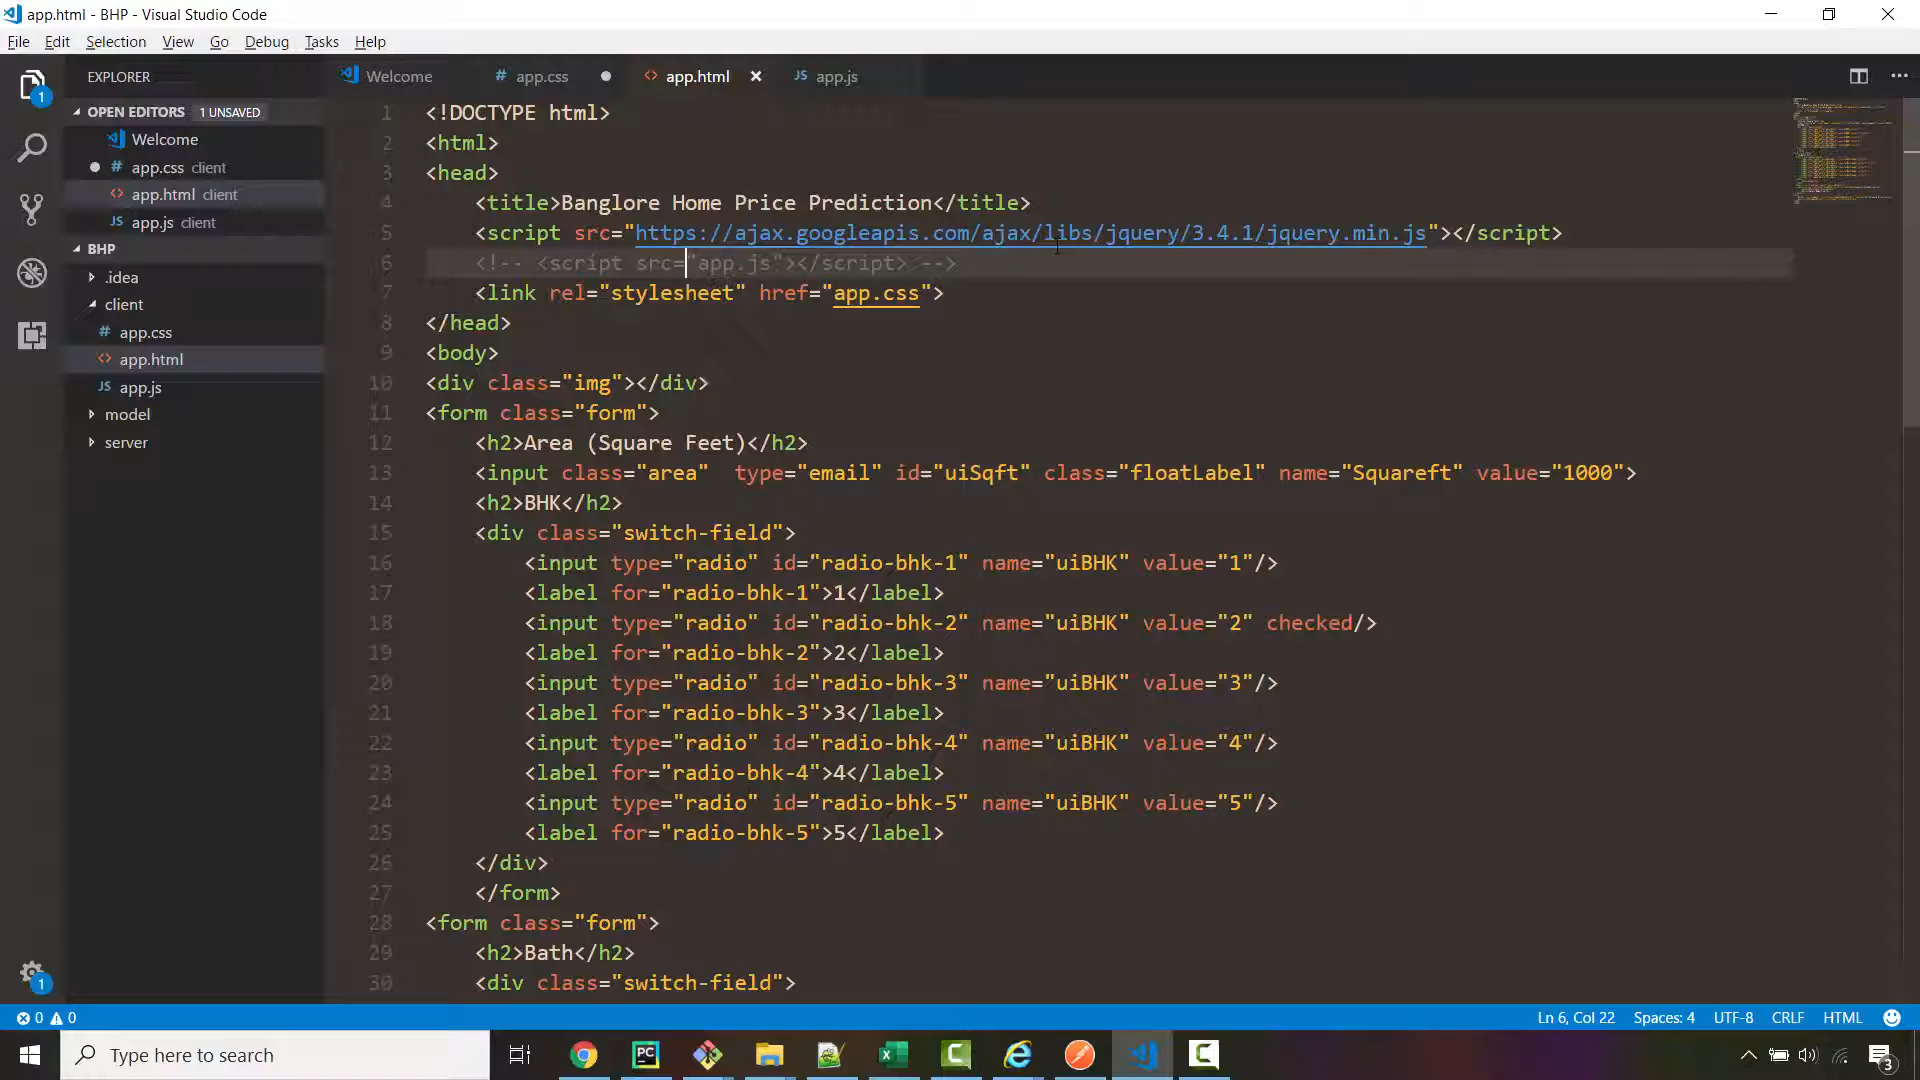 app.html - BHP - Visual Studio Code
File Edit Selection View Go Debug Tasks Help
EXPLORER
Welcome
# app.css
<> app.html
JS app.js
1
OPEN EDITORS 1 UNSAVED
Welcome
# app.css client
<> app.html client
JS app.js client
BHP
.idea
client
# app.css
<> app.html
JS app.js
model
server
1 <!DOCTYPE html>
2 <html>
3 <head>
4 <title>Banglore Home Price Prediction</title>
5 <script src="https://ajax.googleapis.com/ajax/libs/jquery/3.4.1/jquery.min.js"></script>
6 <!-- <script src="app.js"></script> -->
7 <link rel="stylesheet" href="app.css">
8 </head>
9 <body>
10 <div class="img"></div>
11 <form class="form">
12 <h2>Area (Square Feet)</h2>
13 <input class="area"  type="email" id="uiSqft" class="floatLabel" name="Squareft" value="1000">
14 <h2>BHK</h2>
15 <div class="switch-field">
16 <input type="radio" id="radio-bhk-1" name="uiBHK" value="1"/>
17 <label for="radio-bhk-1">1</label>
18 <input type="radio" id="radio-bhk-2" name="uiBHK" value="2" checked/>
19 <label for="radio-bhk-2">2</label>
20 <input type="radio" id="radio-bhk-3" name="uiBHK" value="3"/>
21 <label for="radio-bhk-3">3</label>
22 <input type="radio" id="radio-bhk-4" name="uiBHK" value="4"/>
23 <label for="radio-bhk-4">4</label>
24 <input type="radio" id="radio-bhk-5" name="uiBHK" value="5"/>
25 <label for="radio-bhk-5">5</label>
26 </div>
27 </form>
28 <form class="form">
29 <h2>Bath</h2>
30 <div class="switch-field">
1
0 0
Ln 6, Col 22 Spaces: 4 UTF-8 CRLF HTML
Type here to search
PC
3